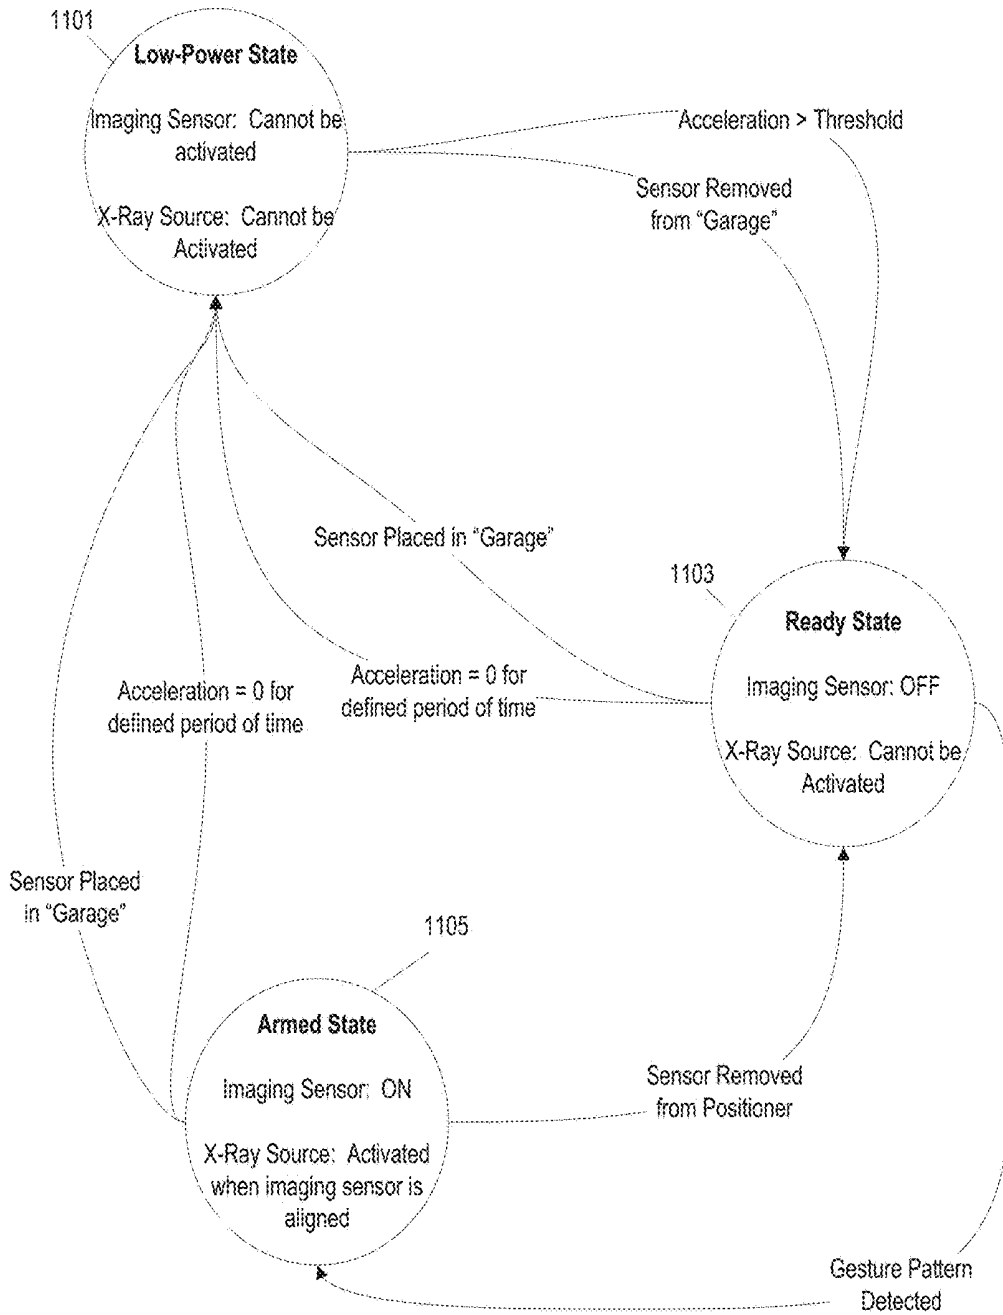 1101
Low-Power State
Imaging Sensor: Cannot be
activated
X-Ray Source: Cannot be
Activated
Acceleration > Threshold
Sensor Removed
from "Garage"
Sensor Placed in "Garage"
1103
Ready State
Imaging Sensor: OFF
X-Ray Source: Cannot be
Activated
Acceleration = 0 for
defined period of time
Acceleration = 0 for
defined period of time
Sensor Placed
in "Garage"
1105
Armed State
Imaging Sensor: ON
X-Ray Source: Activated
when imaging sensor is
aligned
Sensor Removed
from Positioner
Gesture Pattern
Detected